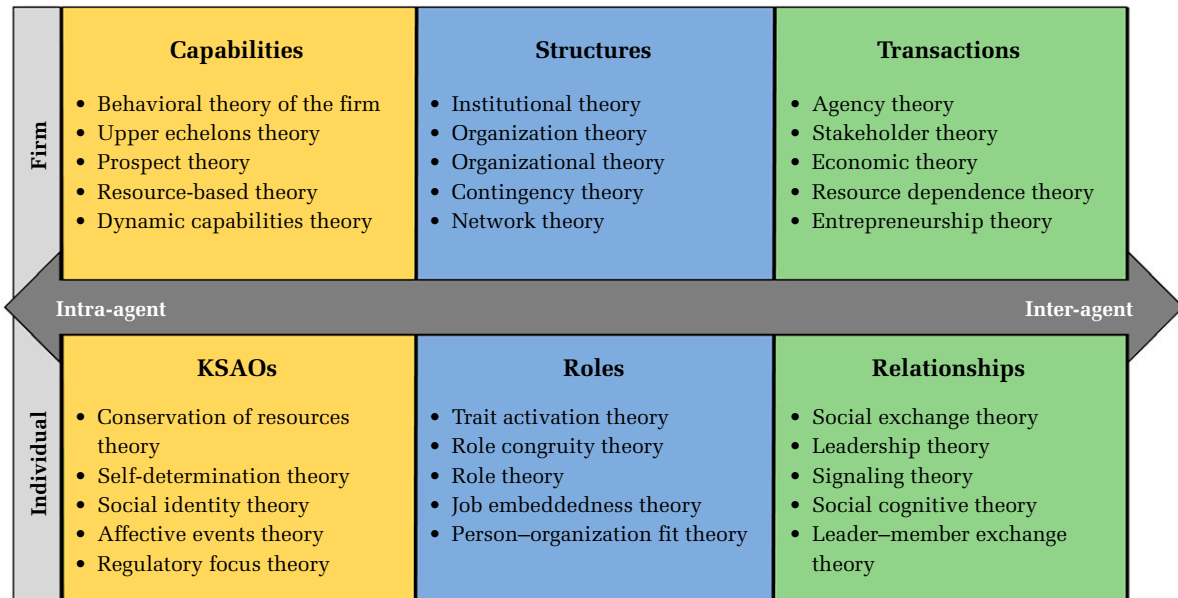 Firm
Capabilities
• Behavioral theory of the firm
• Upper echelons theory
• Prospect theory
• Resource-based theory
• Dynamic capabilities theory
Structures
• Institutional theory
• Organization theory
• Organizational theory
• Contingency theory
• Network theory
Transactions
• Agency theory
• Stakeholder theory
• Economic theory
• Resource dependence theory
• Entrepreneurship theory
Intra-agent
Inter-agent
Individual
KSAOs
• Conservation of resources
theory
• Self-determination theory
• Social identity theory
• Affective events theory
• Regulatory focus theory
Roles
• Trait activation theory
• Role congruity theory
• Role theory
• Job embeddedness theory
• Person–organization fit theory
Relationships
• Social exchange theory
• Leadership theory
• Signaling theory
• Social cognitive theory
• Leader–member exchange
theory